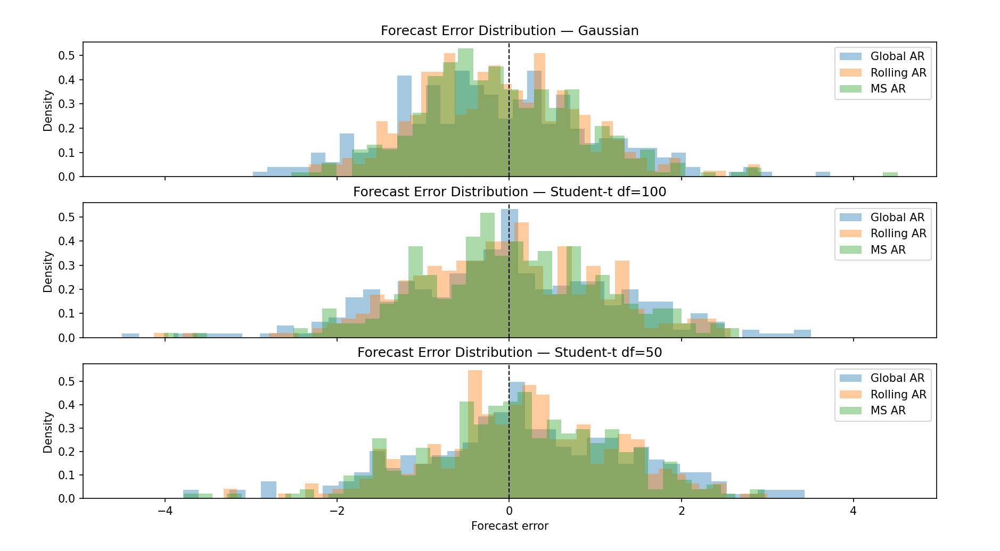 Forecast Error Distribution — Gaussian
Density
0.5
0.4
0.3
0.2
0.1
0.0
Global AR
Rolling AR
MS AR
Forecast Error Distribution — Student-t df=100
Density
0.5
0.4
0.3
0.2
0.1
0.0
Global AR
Rolling AR
MS AR
Forecast Error Distribution — Student-t df=50
Density
0.5
0.4
0.3
0.2
0.1
0.0
Global AR
Rolling AR
MS AR
−4 −2 0 2 4
Forecast error